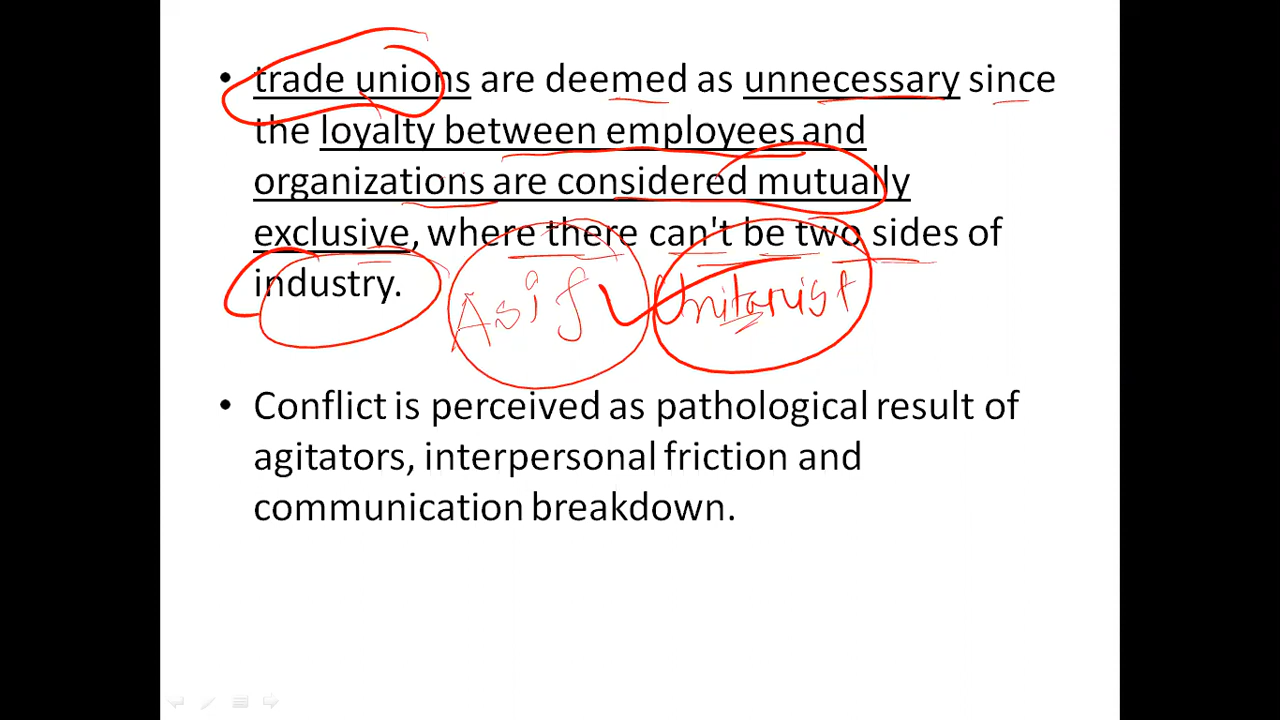 • trade unions are deemed as unnecessary since
the loyalty between employees and
organizations are considered mutually
exclusive, where there can't be two sides of
industry.
Asif Unitarist
• Conflict is perceived as pathological result of
agitators, interpersonal friction and
communication breakdown.